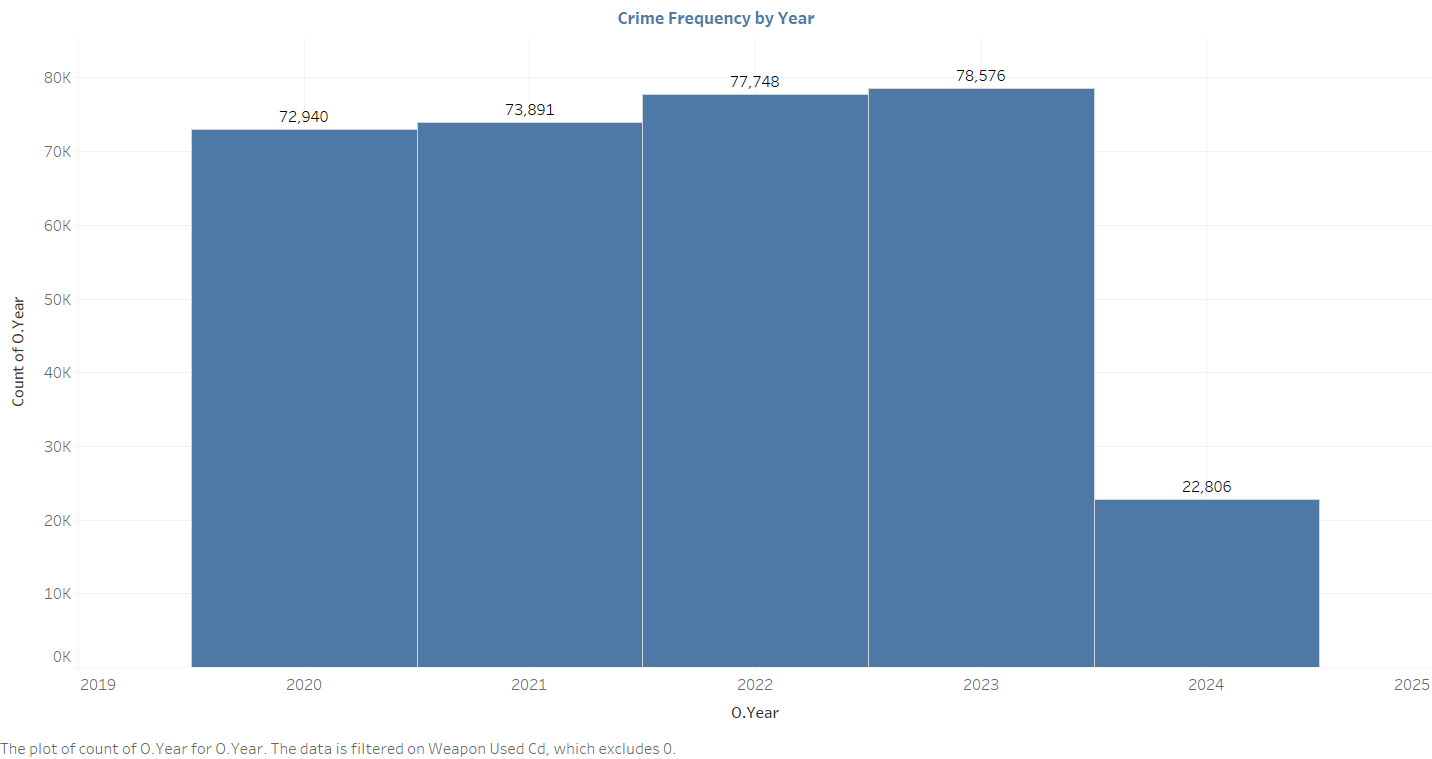 Crime Frequency by Year
80K
70K
60K
50K
40K
30K
20K
10K
0K
Count of O.Year
72,940
73,891
77,748
78,576
22,806
2019 2020 2021 2022 2023 2024 2025
O.Year
The plot of count of O.Year for O.Year. The data is filtered on Weapon Used Cd, which excludes 0.